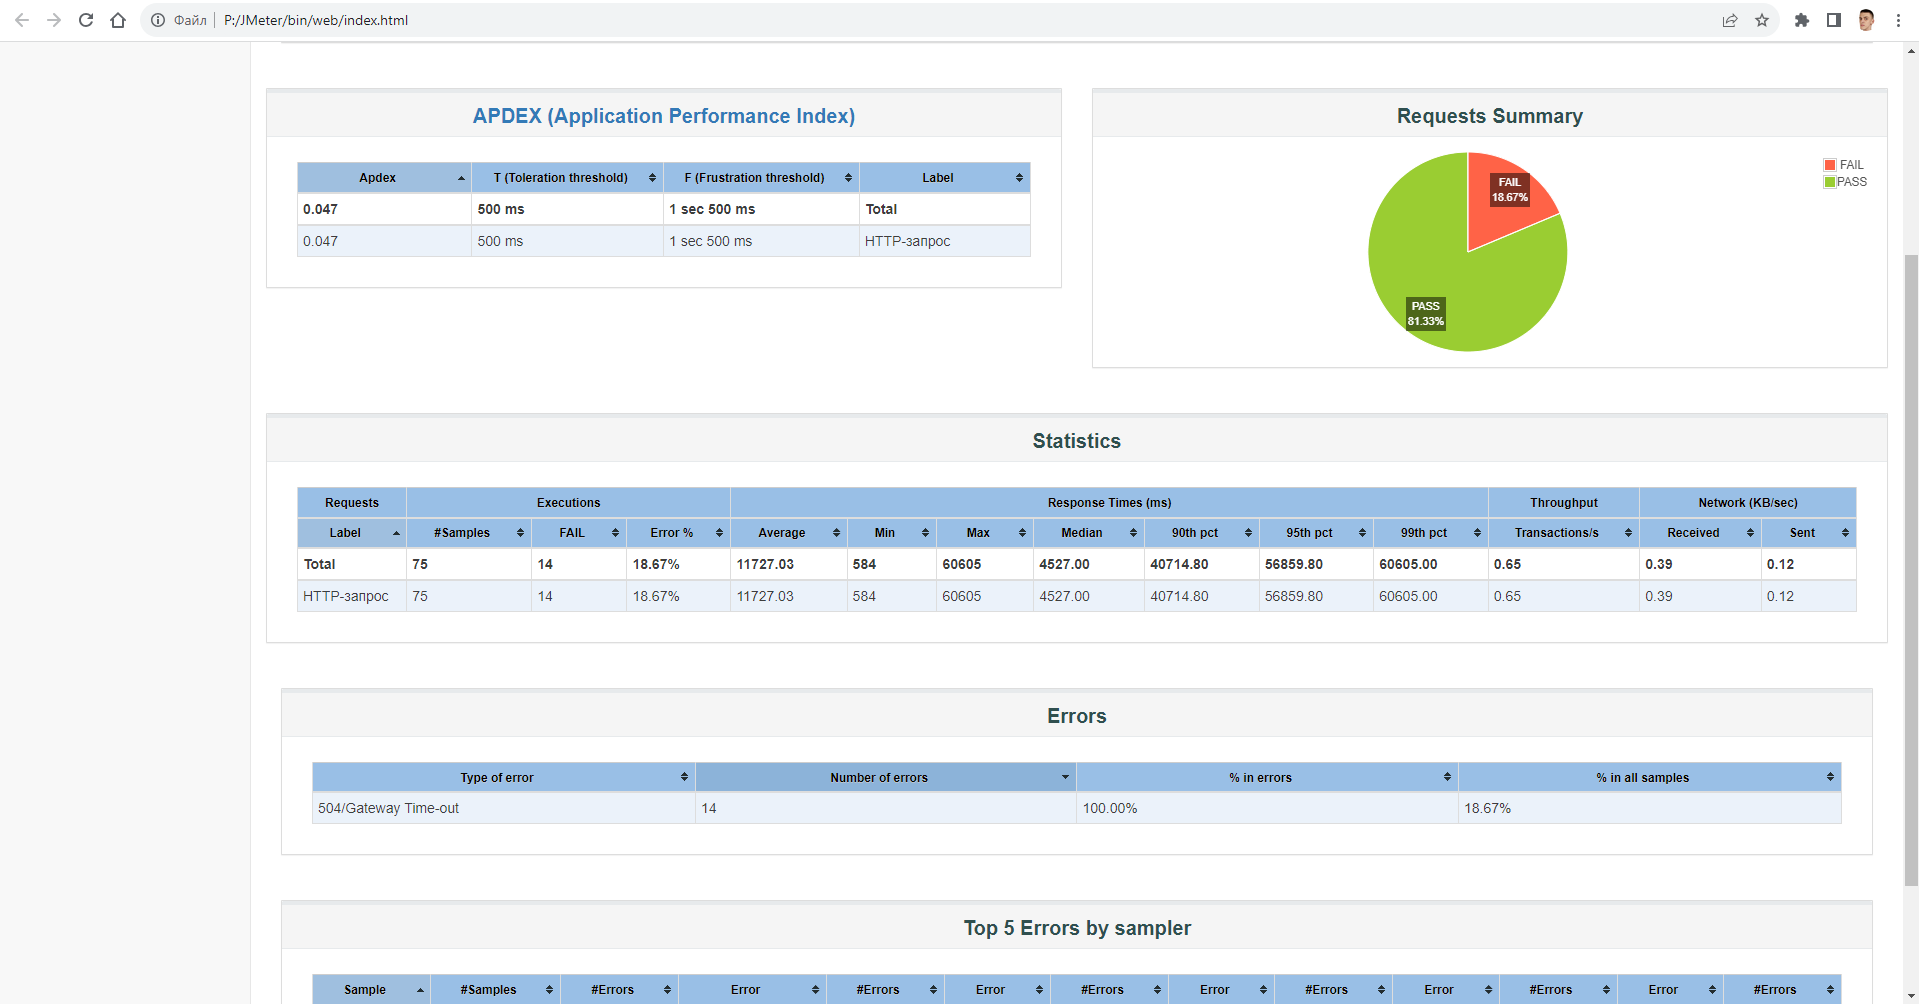 Файл P:/JMeter/bin/web/index.html
APDEX (Application Performance Index)
Apdex T (Toleration threshold) F (Frustration threshold) Label
0.047 500 ms 1 sec 500 ms Total
0.047 500 ms 1 sec 500 ms HTTP-запрос
Requests Summary
FAIL
PASS
FAIL
18.67%
PASS
81.33%
Statistics
Requests Executions Response Times (ms) Throughput Network (KB/sec)
Label #Samples FAIL Error % Average Min Max Median 90th pct 95th pct 99th pct Transactions/s Received Sent
Total 75 14 18.67% 11727.03 584 60605 4527.00 40714.80 56859.80 60605.00 0.65 0.39 0.12
HTTP-запрос 75 14 18.67% 11727.03 584 60605 4527.00 40714.80 56859.80 60605.00 0.65 0.39 0.12
Errors
Type of error Number of errors % in errors % in all samples
504/Gateway Time-out 14 100.00% 18.67%
Top 5 Errors by sampler
Sample #Samples #Errors Error #Errors Error #Errors Error #Errors Error #Errors Error #Errors